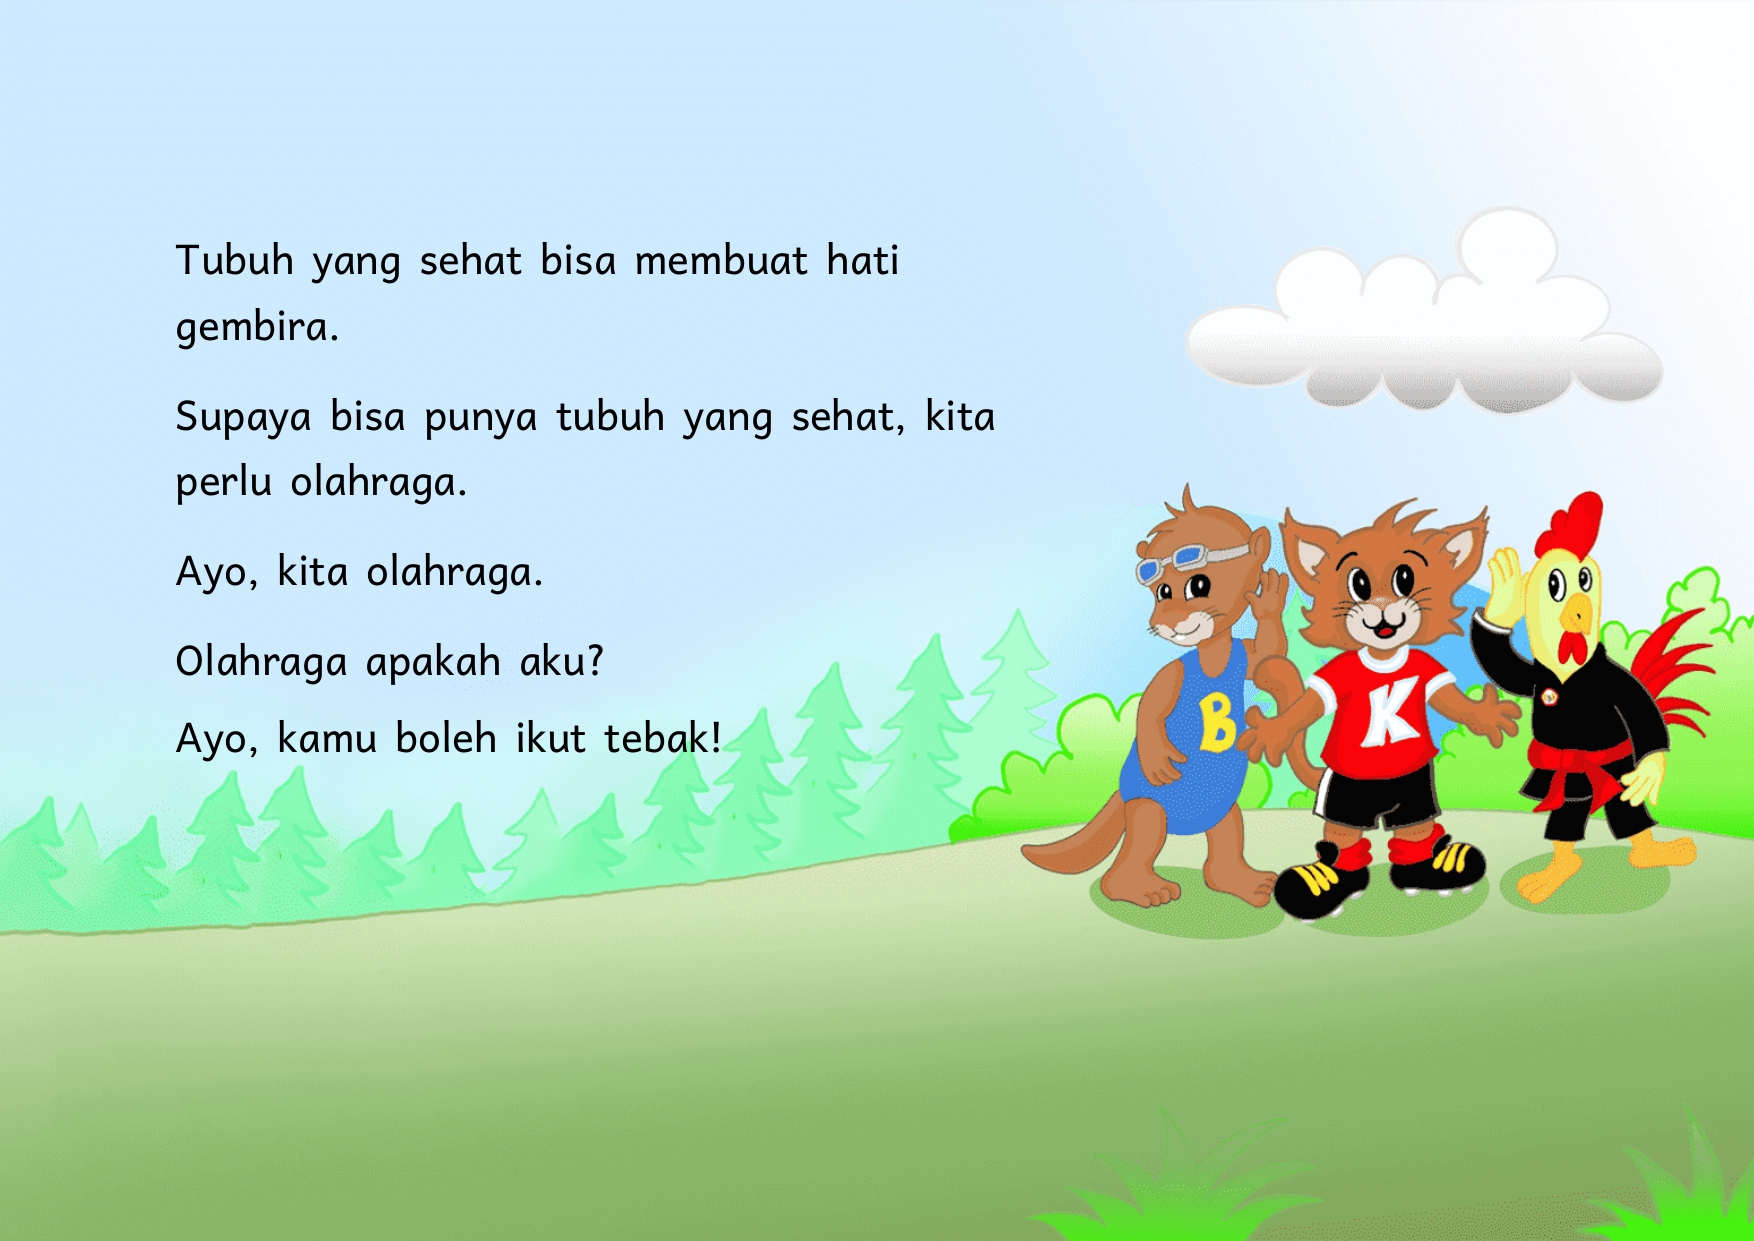 Tubuh yang sehat bisa membuat hati
gembira.
Supaya bisa punya tubuh yang sehat, kita
perlu olahraga.
Ayo, kita olahraga.
Olahraga apakah aku?
Ayo, kamu boleh ikut tebak!
B
K